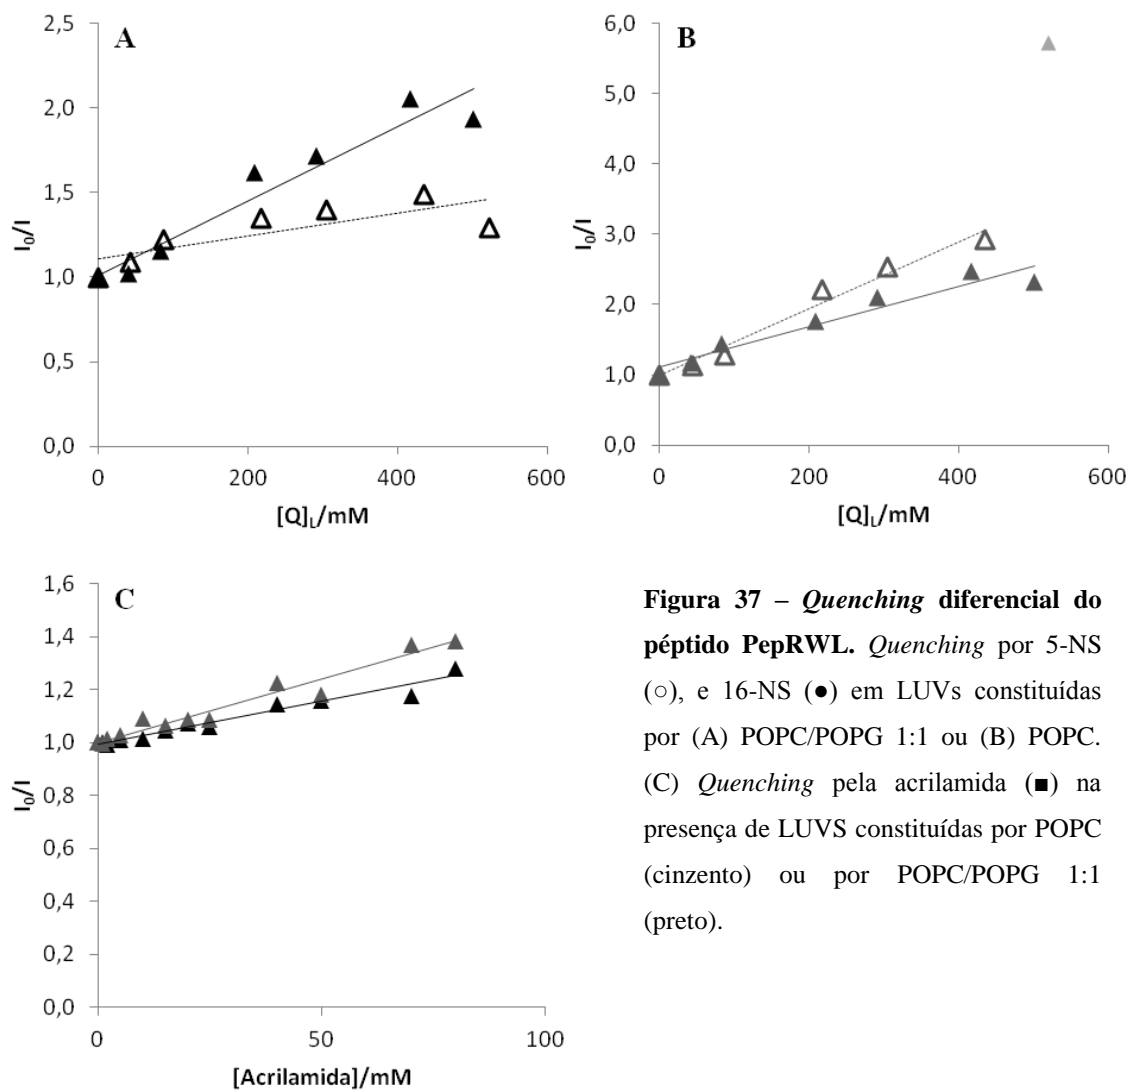 A
2,5
2,0
1,5
1,0
0,5
0,0
I₀/I
0 200 400 600
[Q]L/mM
B
6,0
5,0
4,0
3,0
2,0
1,0
0,0
I₀/I
0 200 400 600
[Q]L/mM
C
1,6
1,4
1,2
1,0
0,8
0,6
0,4
0,2
0,0
I₀/I
0 50 100
[Acrilamida]/mM
Figura 37 – Quenching diferencial do
péptido PepRWL. Quenching por 5-NS
(○), e 16-NS (●) em LUVs constituídas
por (A) POPC/POPG 1:1 ou (B) POPC.
(C) Quenching pela acrilamida (■) na
presença de LUVS constituídas por POPC
(cinzento) ou por POPC/POPG 1:1
(preto).